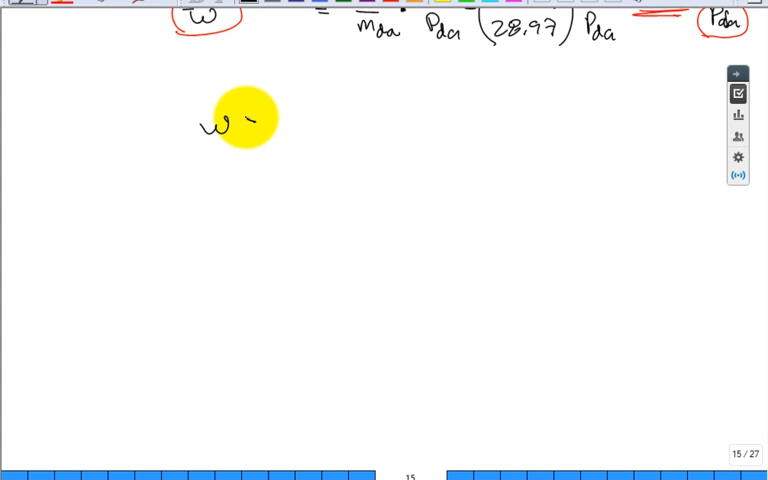 w = m_da P_da (28.97) P_da P_da
w -
15 / 27
15